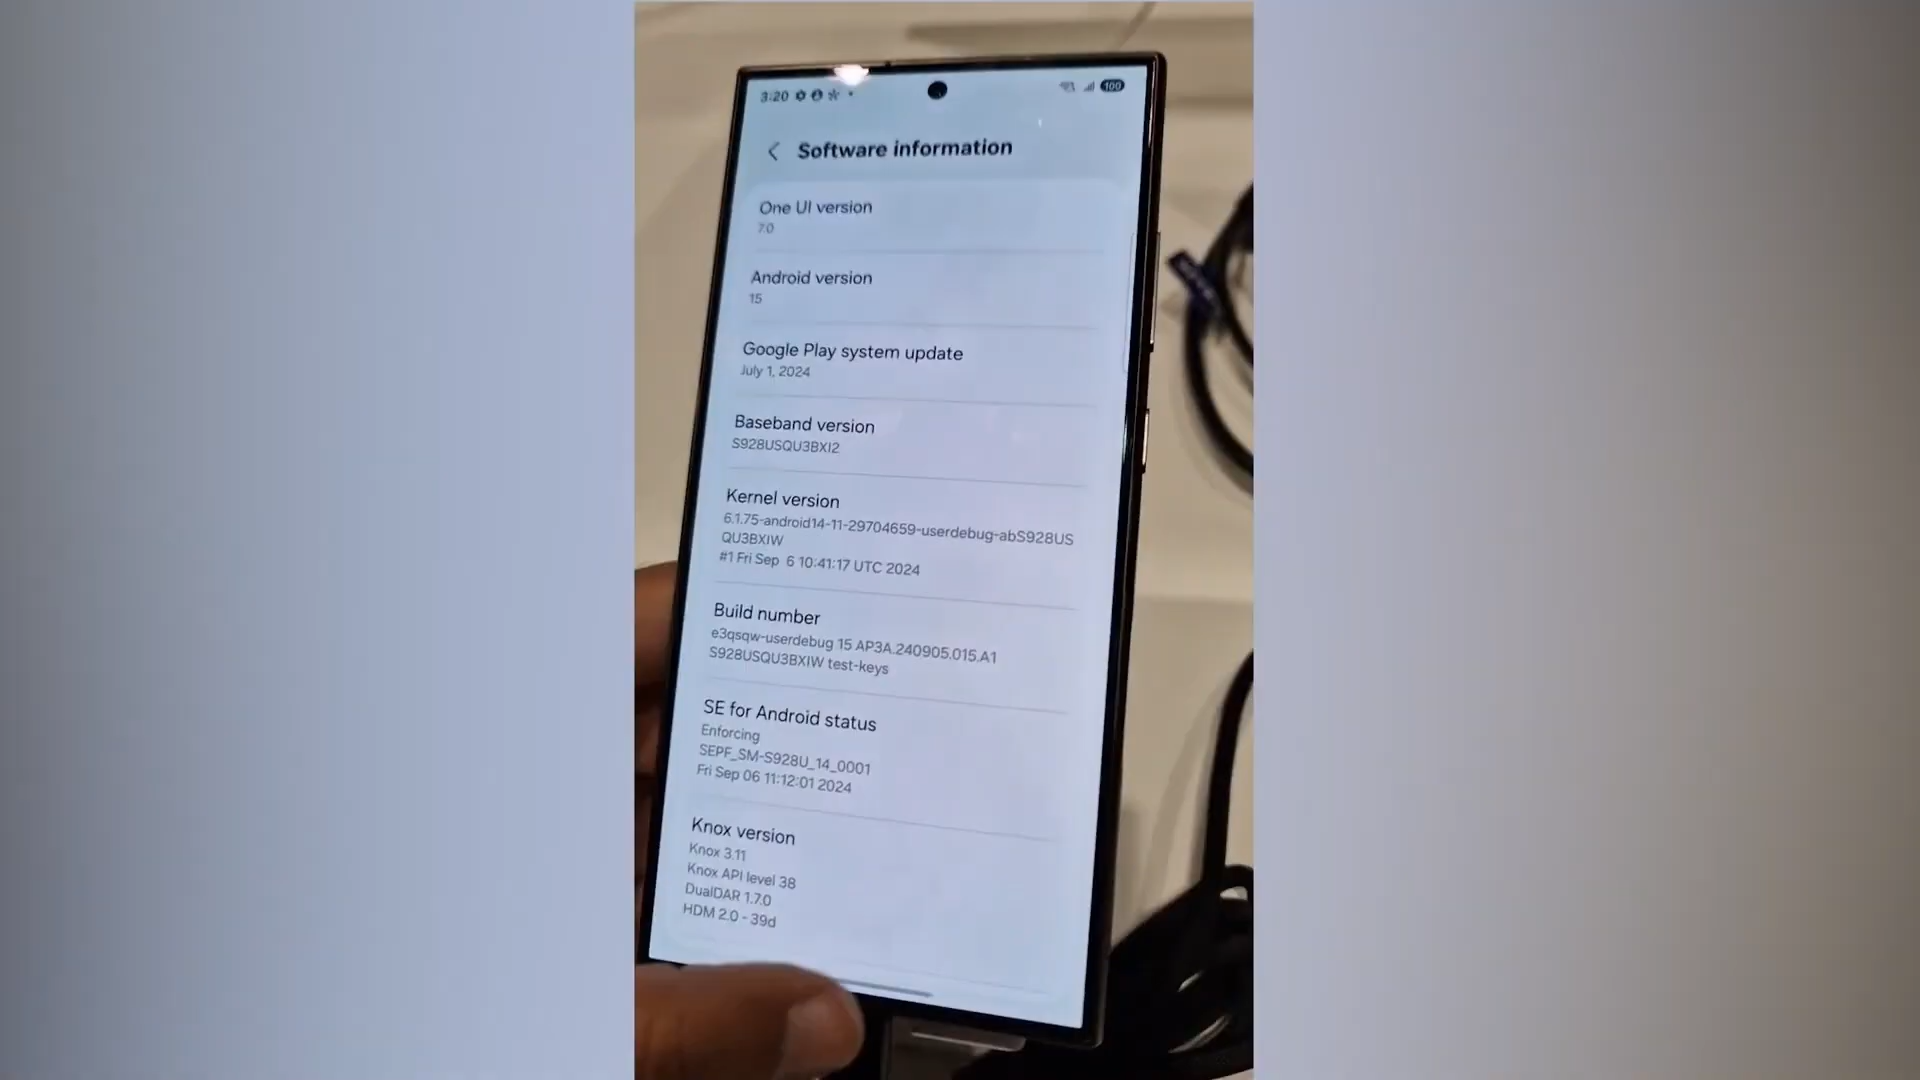 3:20
100
Software information
One UI version
7.0
Android version
15
Google Play system update
July 1, 2024
Baseband version
S928USQU3BXI2
Kernel version
6.1.75-android14-11-29704659-userdebug-abS928US
QU3BXIW
#1 Fri Sep  6 10:41:17 UTC 2024
Build number
e3qsqw-userdebug 15 AP3A.240905.015.A1
S928USQU3BXIW test-keys
SE for Android status
Enforcing
SEPF_SM-S928U_14_0001
Fri Sep 06 11:12:01 2024
Knox version
Knox 3.11
Knox API level 38
DualDAR 1.7.0
HDM 2.0 - 39d